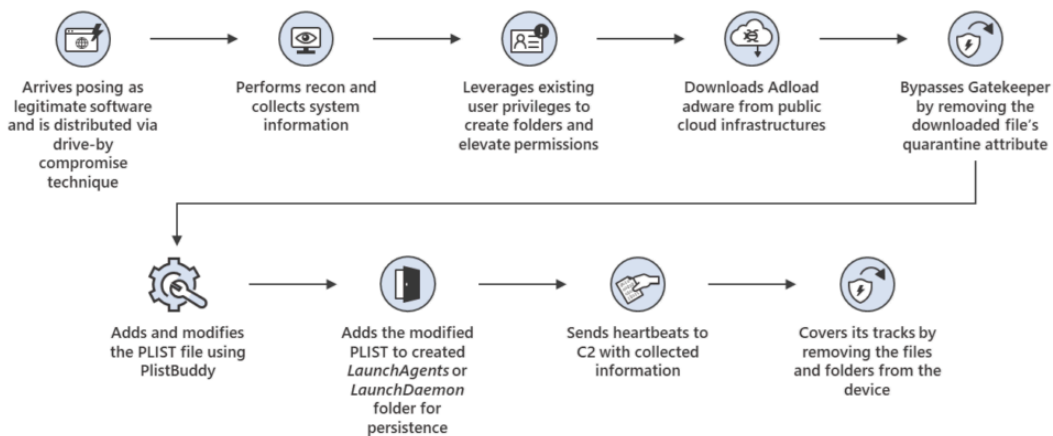 Arrives posing as
legitimate software
and is distributed via
drive-by
compromise
technique
Performs recon and
collects system
information
Leverages existing
user privileges to
create folders and
elevate permissions
Downloads Adload
adware from public
cloud infrastructures
Bypasses Gatekeeper
by removing the
downloaded file's
quarantine attribute
Adds and modifies
the PLIST file using
PlistBuddy
Adds the modified
PLIST to created
LaunchAgents or
LaunchDaemon
folder for
persistence
Sends heartbeats to
C2 with collected
information
Covers its tracks by
removing the files
and folders from the
device